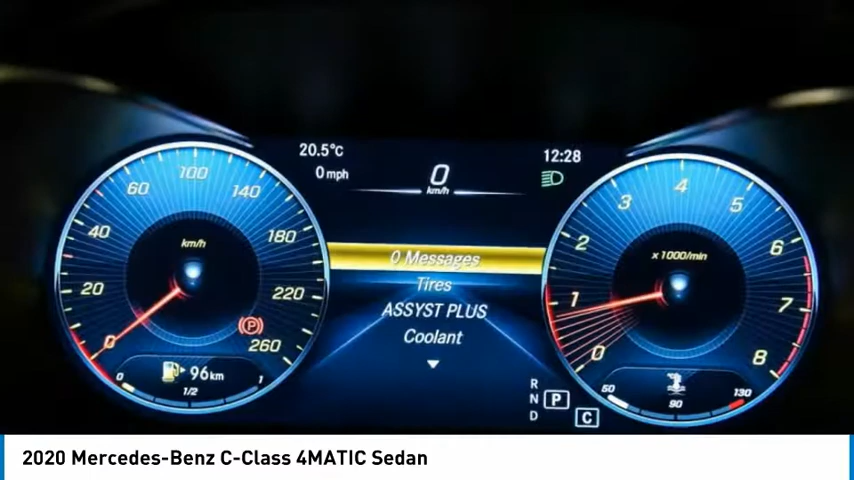 20.5°C
0 mph
0
km/h
12:28
0 Messages
Tires
ASSYST PLUS
Coolant
0
20
40
60
100
140
180
220
260
km/h
P
96 km
0
1/2
1
0
1
2
3
4
5
6
7
8
x 1000/min
50
90
130
R
N
D
P
C
2020 Mercedes-Benz C-Class 4MATIC Sedan